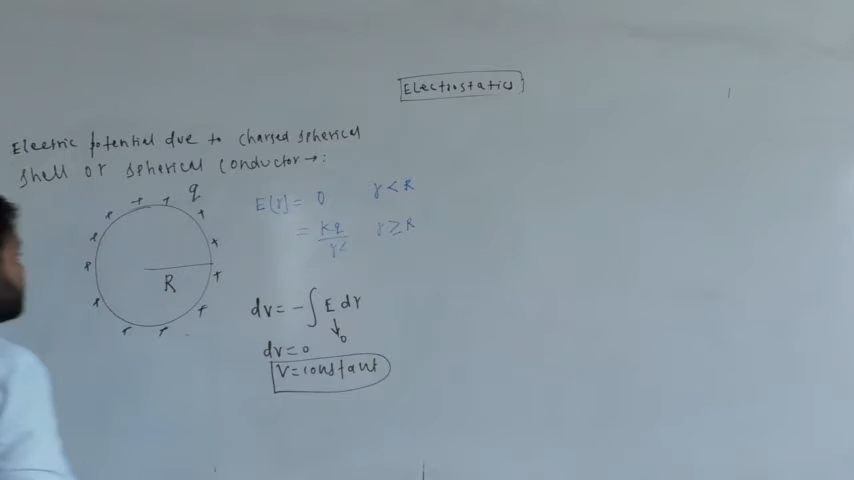 Electrostatics
Electric potential due to charged spherical
shell or spherical conductor →:
q
E(r) = 0 r < R
= kq/r² r ≥ R
R
dv = - ∫ E dr
↓ 0
dv = 0
V = constant